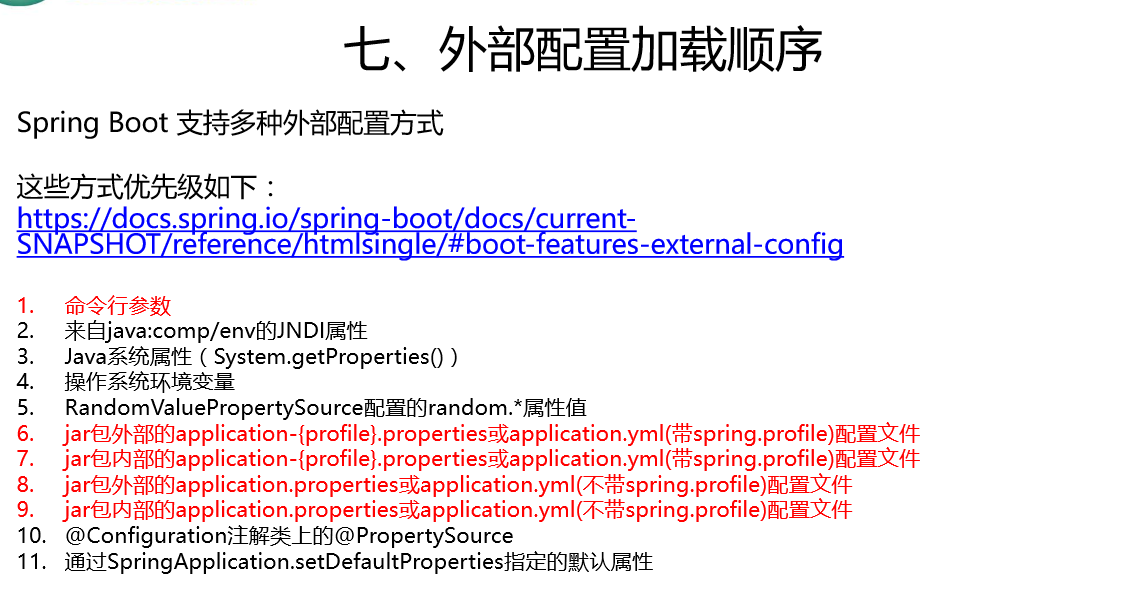 七、外部配置加载顺序
Spring Boot 支持多种外部配置方式
这些方式优先级如下：
https://docs.spring.io/spring-boot/docs/current-
SNAPSHOT/reference/htmlsingle/#boot-features-external-config
1. 命令行参数
2. 来自java:comp/env的JNDI属性
3. Java系统属性（System.getProperties()）
4. 操作系统环境变量
5. RandomValuePropertySource配置的random.*属性值
6. jar包外部的application-{profile}.properties或application.yml(带spring.profile)配置文件
7. jar包内部的application-{profile}.properties或application.yml(带spring.profile)配置文件
8. jar包外部的application.properties或application.yml(不带spring.profile)配置文件
9. jar包内部的application.properties或application.yml(不带spring.profile)配置文件
10. @Configuration注解类上的@PropertySource
11. 通过SpringApplication.setDefaultProperties指定的默认属性